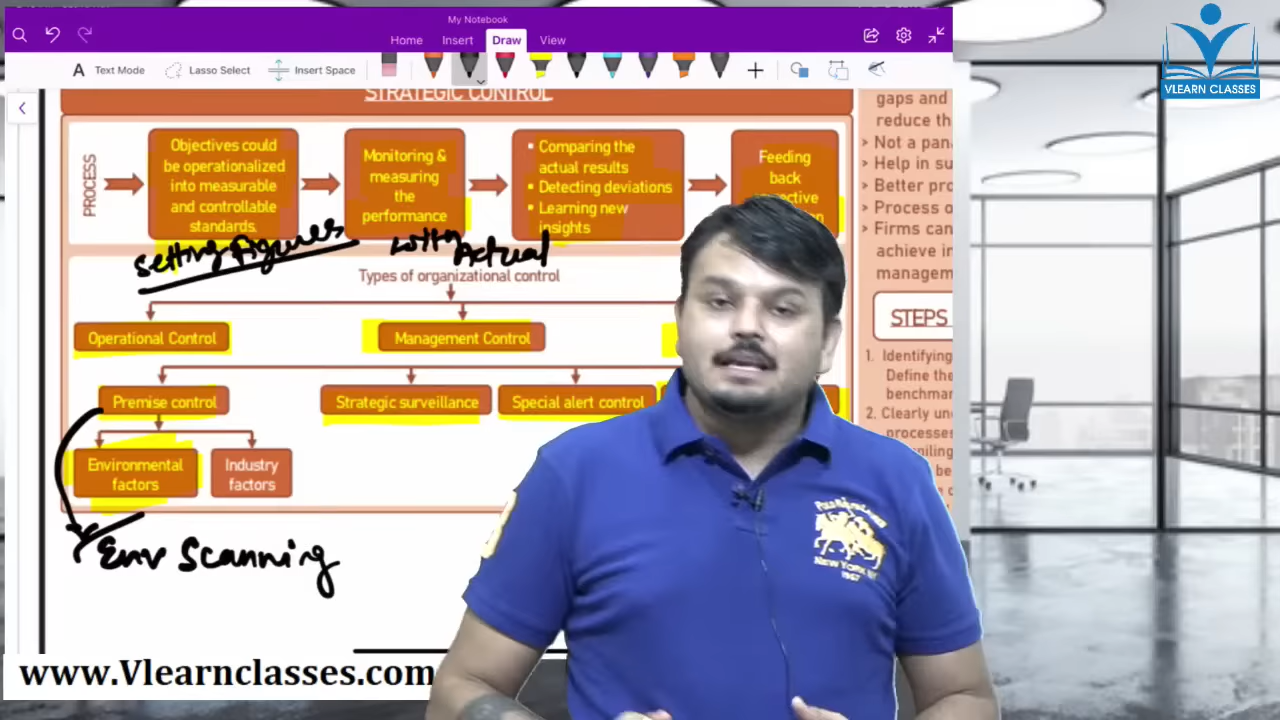 My Notebook
Home
Insert
Draw
View
Text Mode
Lasso Select
Insert Space
VLEARN CLASSES
STRATEGIC CONTROL
PROCESS
Objectives could
be operationalized
into measurable
and controllable
standards.
Monitoring &
measuring
the
performance
▪ Comparing the
actual results
▪ Detecting deviations
▪ Learning new
insights
Feeding
back
Setting figures
with Actual
Types of organizational control
Operational Control
Management Control
Premise control
Strategic surveillance
Special alert control
Environmental
factors
Industry
factors
Env Scanning
gaps and
reduce th
> Not a pan
> Help in su
> Better pro
> Process o
> Firms can
achieve in
managem
STEPS
1. Identifying
Define the
benchmar
2. Clearly un
processes
POLO
NEW YORK
1967
www.Vlearnclasses.com